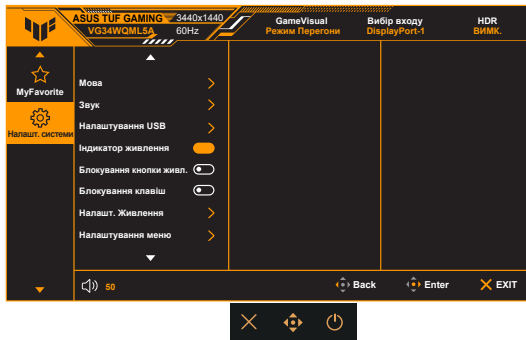 ASUS TUF GAMING 3440x1440
VG34WQML5A 60Hz
GameVisual
Режим Перегони
Вибір входу
DisplayPort-1
HDR
ВИМК.
MyFavorite
Налашт. системи
Мова
Звук
Налаштування USB
Індикатор живлення
Блокування кнопки живл.
Блокування клавіш
Налашт. Живлення
Налаштування меню
50
Back
Enter
EXIT